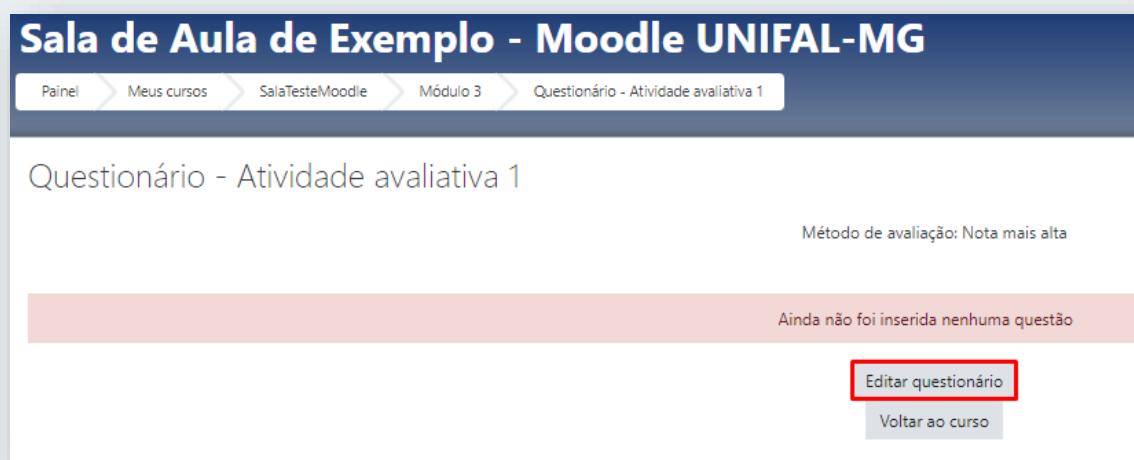 Sala de Aula de Exemplo - Moodle UNIFAL-MG
Painel Meus cursos SalaTesteMoodle Módulo 3 Questionário - Atividade avaliativa 1
Questionário - Atividade avaliativa 1
Método de avaliação: Nota mais alta
Ainda não foi inserida nenhuma questão
Editar questionário
Voltar ao curso